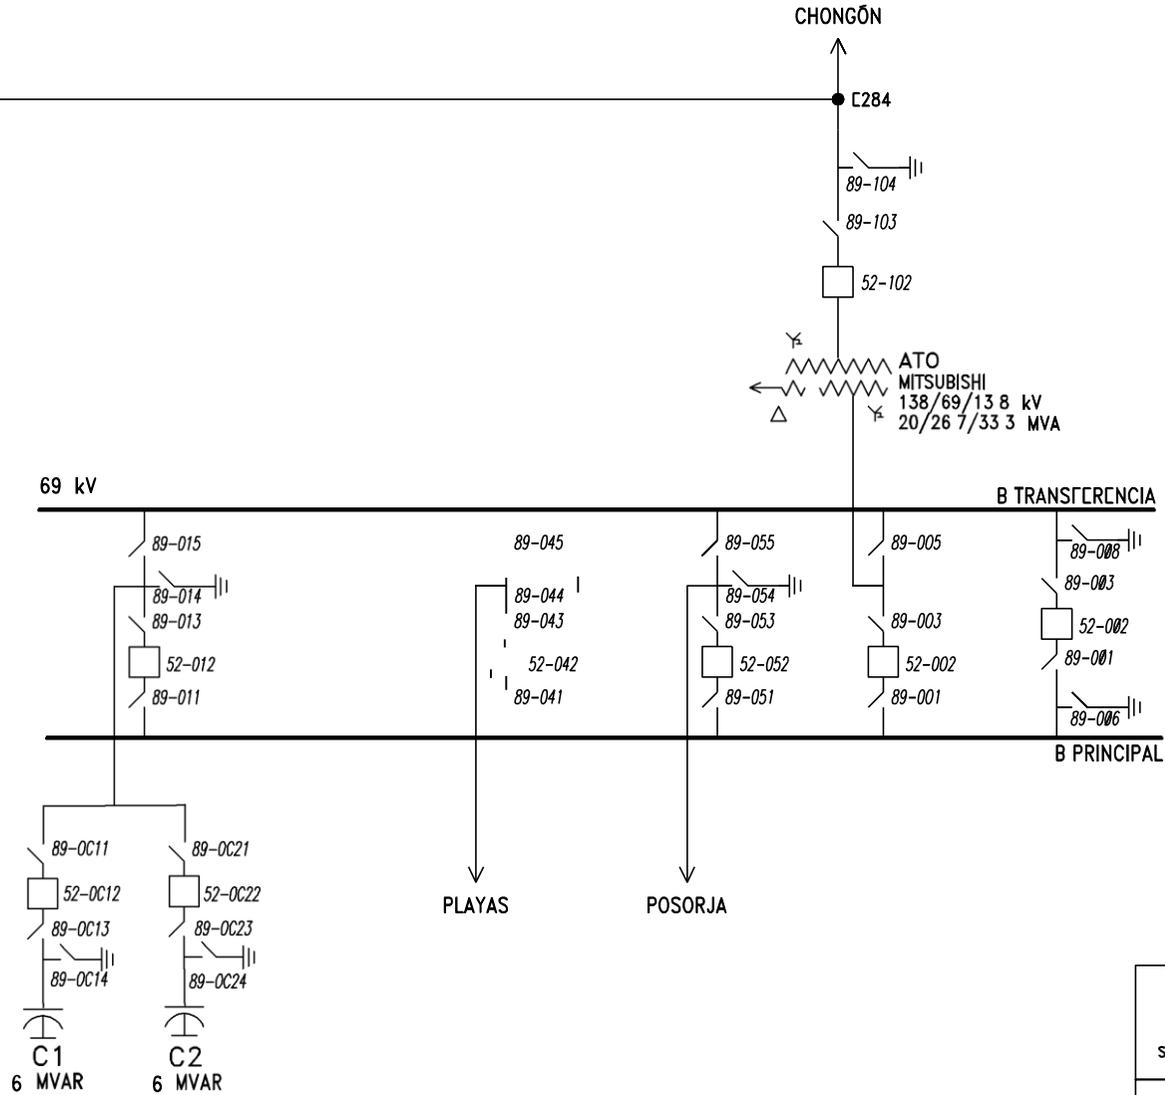 CHONGÓN
C284
89-104
89-103
52-102
ATO
MITSUBISHI
138/69/13 8 kV
20/26 7/33 3 MVA
69 kV
B TRANSFERENCIA
89-015
89-045
89-055
89-005
89-008
89-014
89-044
89-054
89-003
89-013
89-043
89-053
89-003
52-002
52-012
52-042
52-052
52-002
89-001
89-011
89-041
89-051
89-001
89-006
B PRINCIPAL
89-0C11
89-0C21
52-0C12
52-0C22
89-0C13
89-0C23
89-0C14
89-0C24
PLAYAS
POSORJA
C1
C2
6 MVAR
6 MVAR